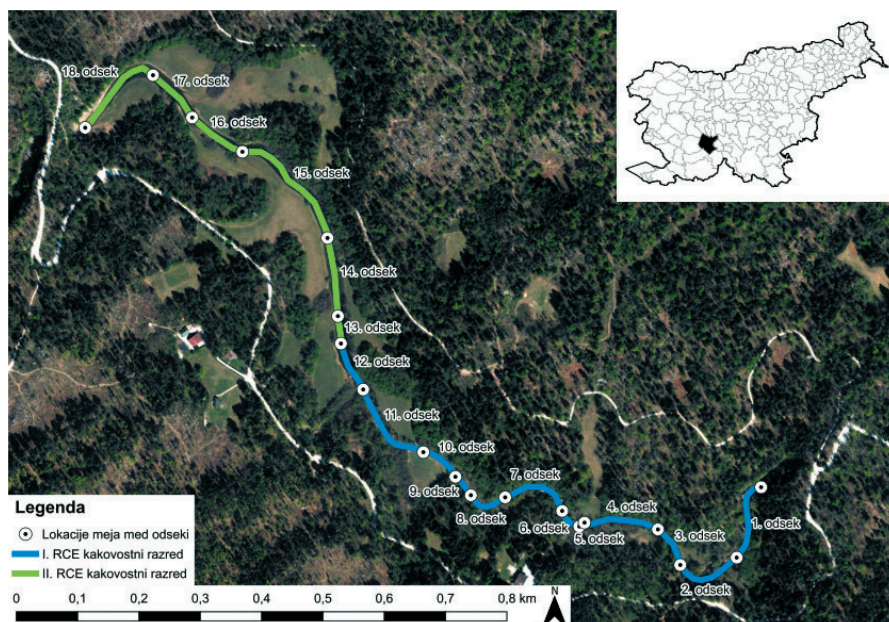 18. odsek
17. odsek
16. odsek
15. odsek
14. odsek
13. odsek
12. odsek
11. odsek
10. odsek
9. odsek
8. odsek
7. odsek
6. odsek
5. odsek
4. odsek
3. odsek
2. odsek
1. odsek
Legenda
Lokacije meja med odseki
I. RCE kakovostni razred
II. RCE kakovostni razred
0 0,1 0,2 0,3 0,4 0,5 0,6 0,8 km
N